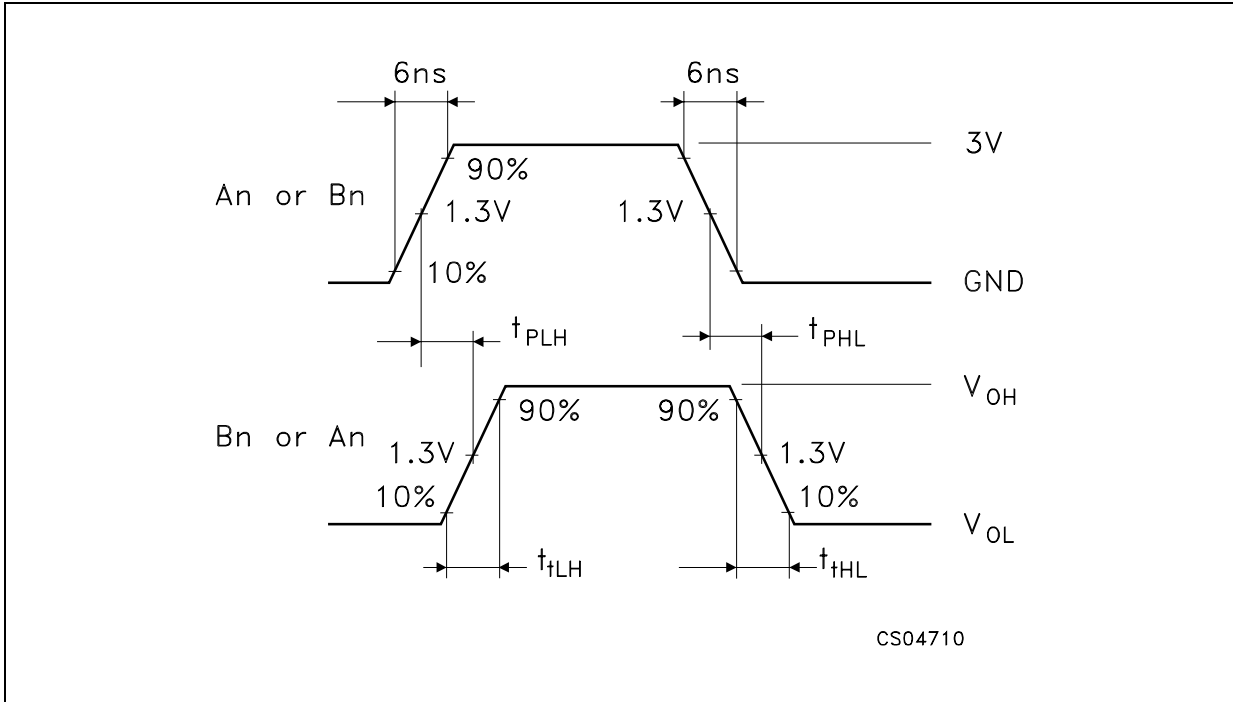 6ns 6ns
3V
90%
An or Bn
1.3V 1.3V
10%
GND
tPLH tPHL
VOH
90% 90%
Bn or An
1.3V 1.3V
10% 10%
VOL
ttLH ttHL
CS04710